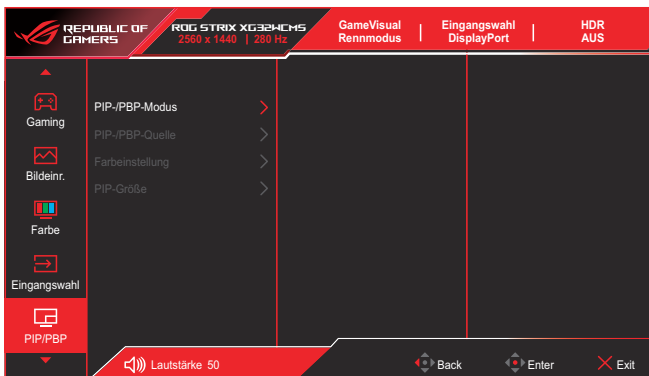 REPUBLIC OF
GAMERS
ROG STRIX XG32WCMS
2560 x 1440 | 280 Hz
GameVisual
Rennmodus
Eingangswahl
DisplayPort
HDR
AUS
Gaming
Bildeinr.
Farbe
Eingangswahl
PIP/PBP
PIP-/PBP-Modus
PIP-/PBP-Quelle
Farbeinstellung
PIP-Größe
Lautstärke 50
Back
Enter
Exit